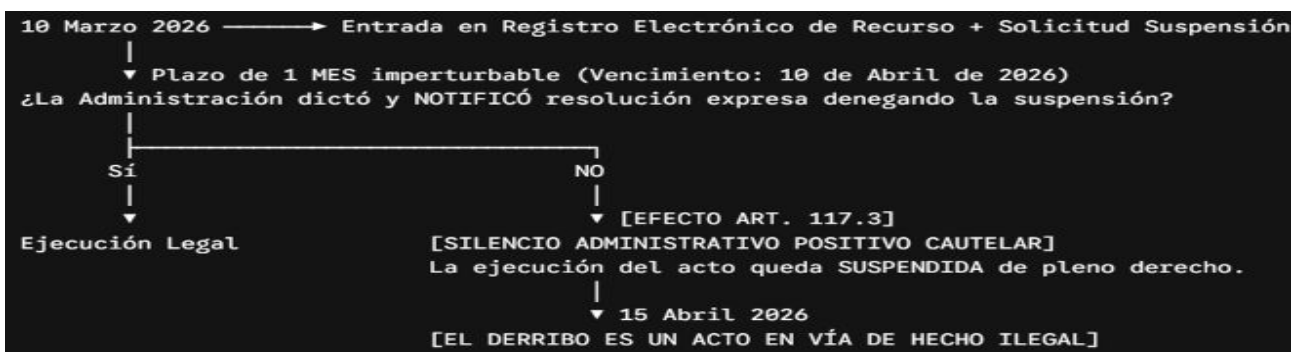 10 Marzo 2026 ────────► Entrada en Registro Electrónico de Recurso + Solicitud Suspensión
▼ Plazo de 1 MES imperturbable (Vencimiento: 10 de Abril de 2026)
¿La Administración dictó y NOTIFICÓ resolución expresa denegando la suspensión?
Sí NO
▼ ▼ [EFECTO ART. 117.3]
Ejecución Legal [SILENCIO ADMINISTRATIVO POSITIVO CAUTELAR]
La ejecución del acto queda SUSPENDIDA de pleno derecho.
▼ 15 Abril 2026
[EL DERRIBO ES UN ACTO EN VÍA DE HECHO ILEGAL]